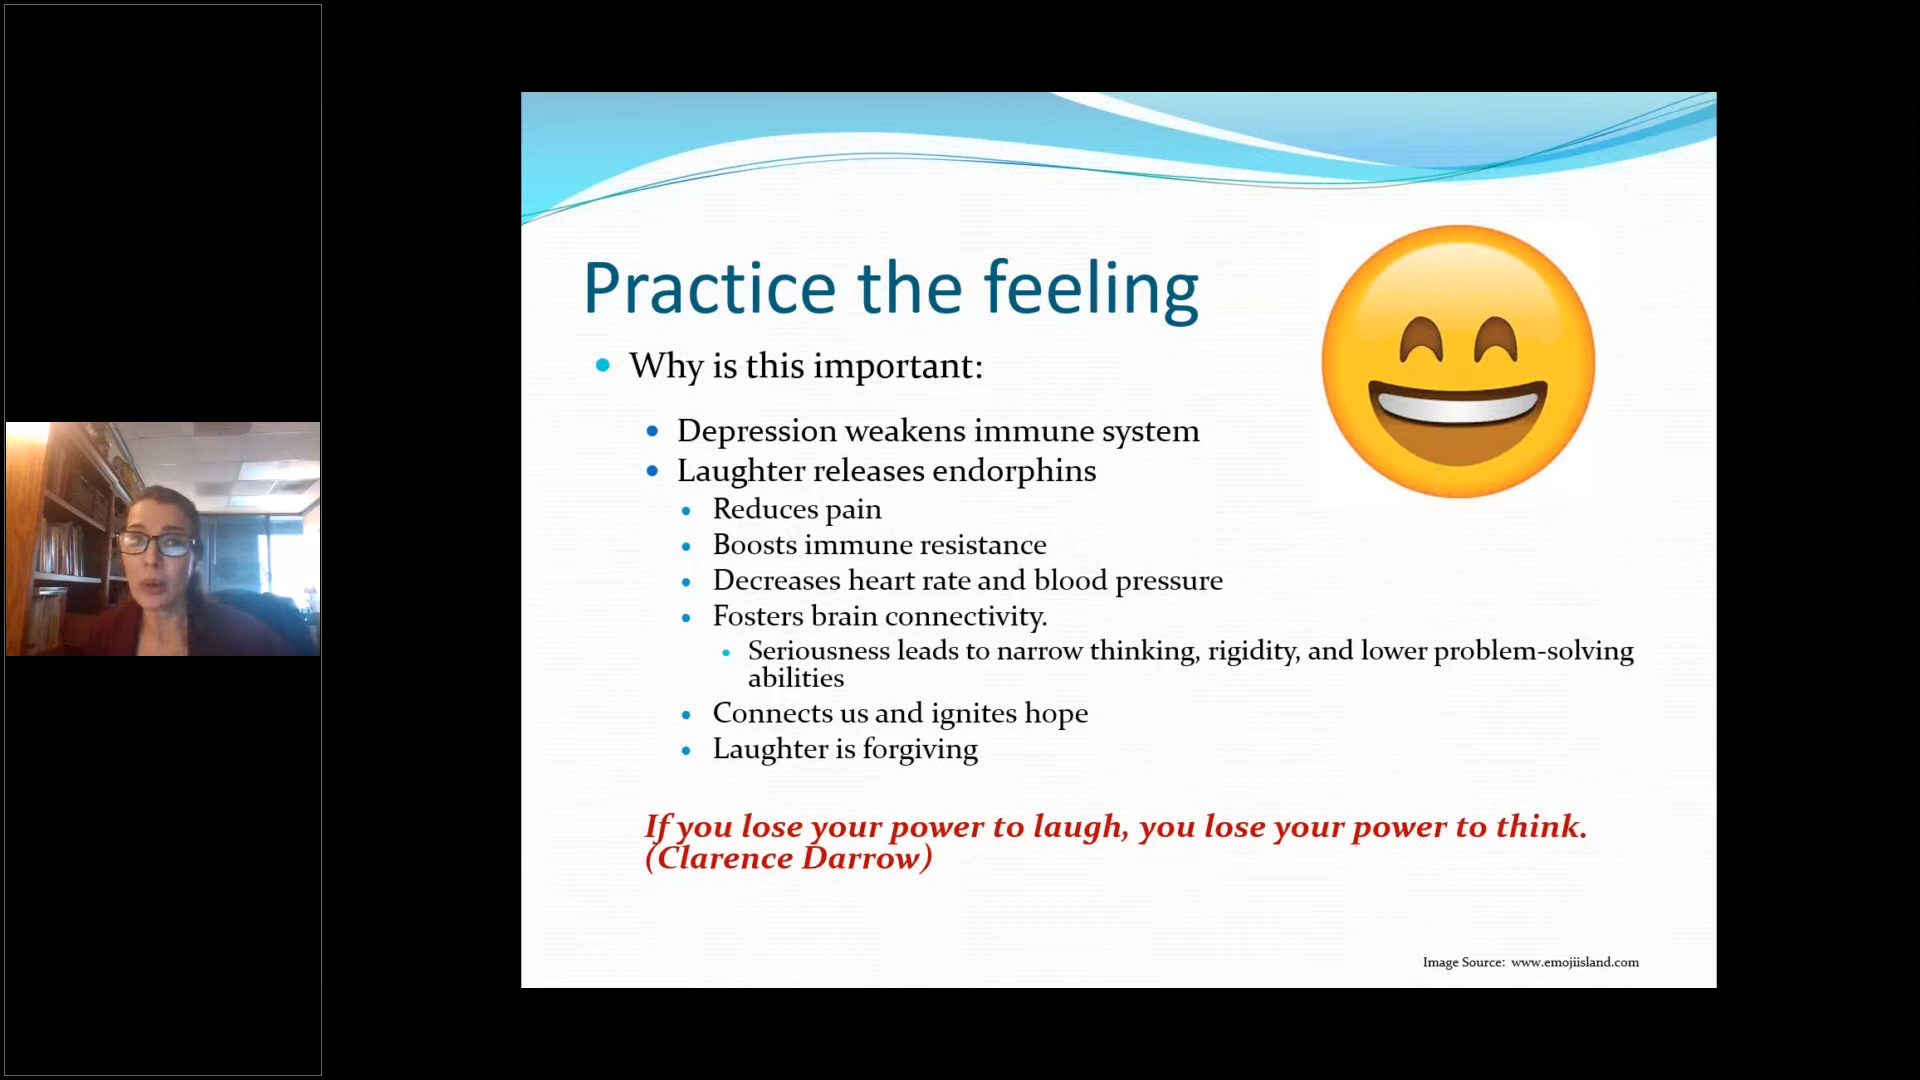 Practice the feeling
Why is this important:
Depression weakens immune system
Laughter releases endorphins
Reduces pain
Boosts immune resistance
Decreases heart rate and blood pressure
Fosters brain connectivity.
Seriousness leads to narrow thinking, rigidity, and lower problem-solving
abilities
Connects us and ignites hope
Laughter is forgiving
If you lose your power to laugh, you lose your power to think.
(Clarence Darrow)
Image Source: www.emojiisland.com